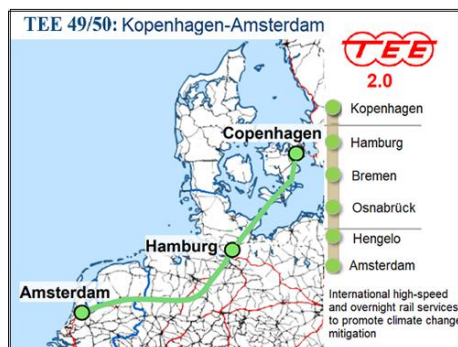 TEE 49/50: Kopenhagen-Amsterdam
TEE
2.0
Kopenhagen
Hamburg
Bremen
Osnabrück
Hengelo
Amsterdam
Copenhagen
Hamburg
Amsterdam
International high-speed
and overnight rail services
to promote climate change
mitigation